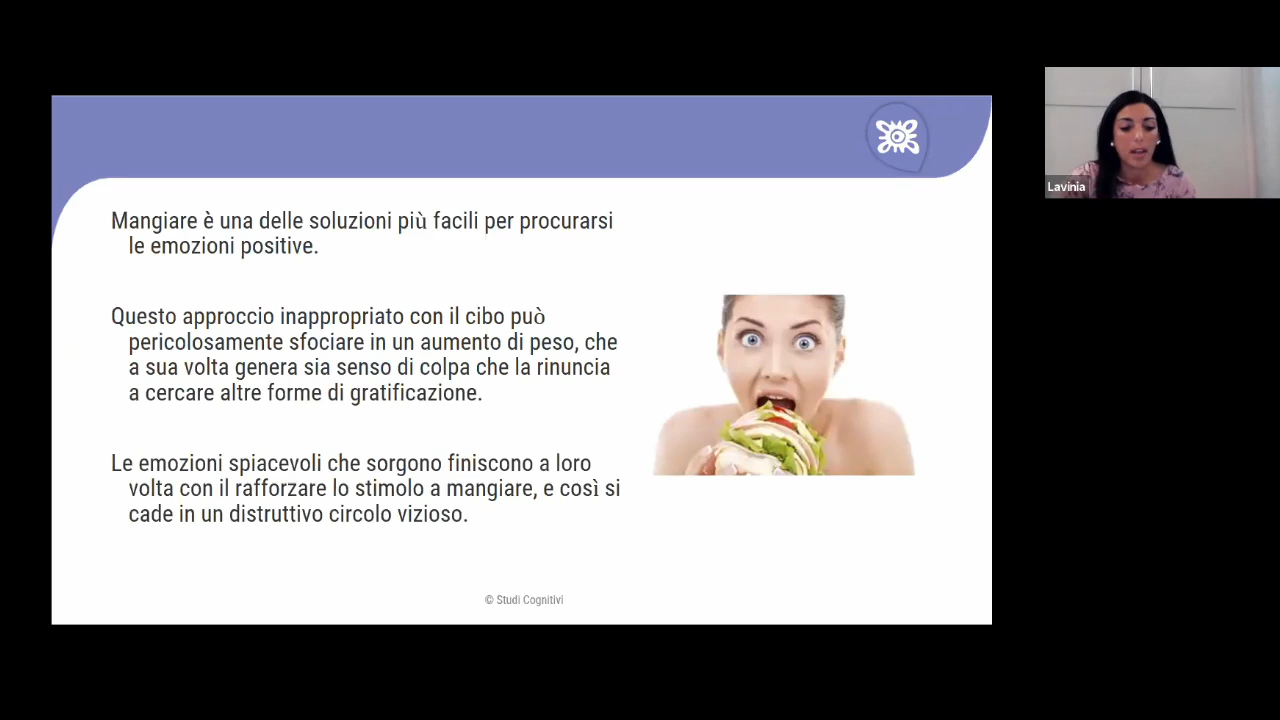 Mangiare è una delle soluzioni più facili per procurarsi
le emozioni positive.
Questo approccio inappropriato con il cibo può
pericolosamente sfociare in un aumento di peso, che
a sua volta genera sia senso di colpa che la rinuncia
a cercare altre forme di gratificazione.
Le emozioni spiacevoli che sorgono finiscono a loro
volta con il rafforzare lo stimolo a mangiare, e così si
cade in un distruttivo circolo vizioso.
© Studi Cognitivi
Lavinia